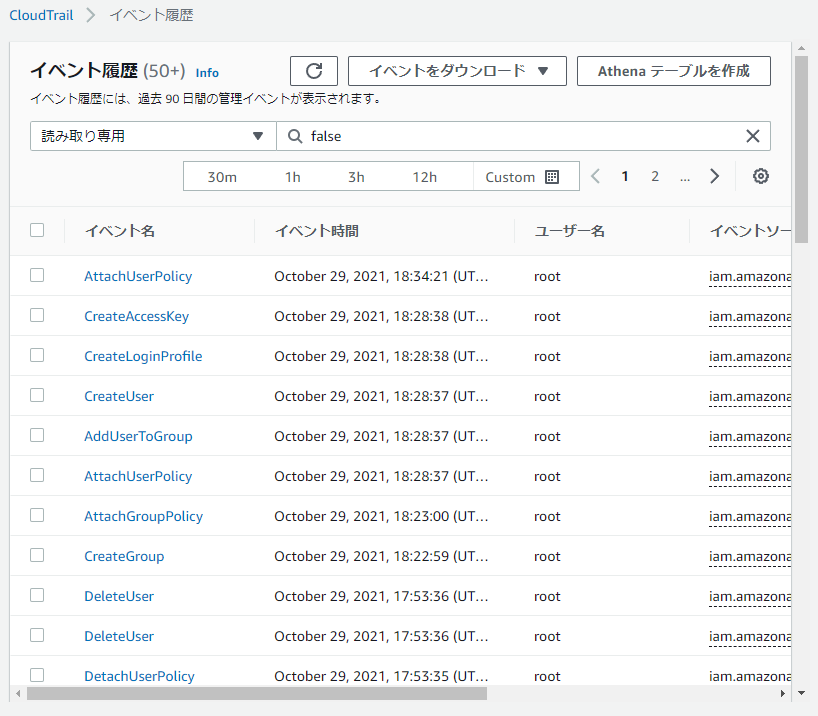 CloudTrail > イベント履歴
イベント履歴 (50+) Info
イベントをダウンロード ▼
Athena テーブルを作成
イベント履歴には、過去 90 日間の管理イベントが表示されます。
読み取り専用 ▼ false
30m 1h 3h 12h Custom < 1 2 ... >
イベント名 イベント時間 ユーザー名 イベントソー
AttachUserPolicy October 29, 2021, 18:34:21 (UT… root iam.amazona
CreateAccessKey October 29, 2021, 18:28:38 (UT… root iam.amazona
CreateLoginProfile October 29, 2021, 18:28:38 (UT… root iam.amazona
CreateUser October 29, 2021, 18:28:37 (UT… root iam.amazona
AddUserToGroup October 29, 2021, 18:28:37 (UT… root iam.amazona
AttachUserPolicy October 29, 2021, 18:28:37 (UT… root iam.amazona
AttachGroupPolicy October 29, 2021, 18:23:00 (UT… root iam.amazona
CreateGroup October 29, 2021, 18:22:59 (UT… root iam.amazona
DeleteUser October 29, 2021, 17:53:36 (UT… root iam.amazona
DeleteUser October 29, 2021, 17:53:36 (UT… root iam.amazona
DetachUserPolicy October 29, 2021, 17:53:35 (UT… root iam.amazona